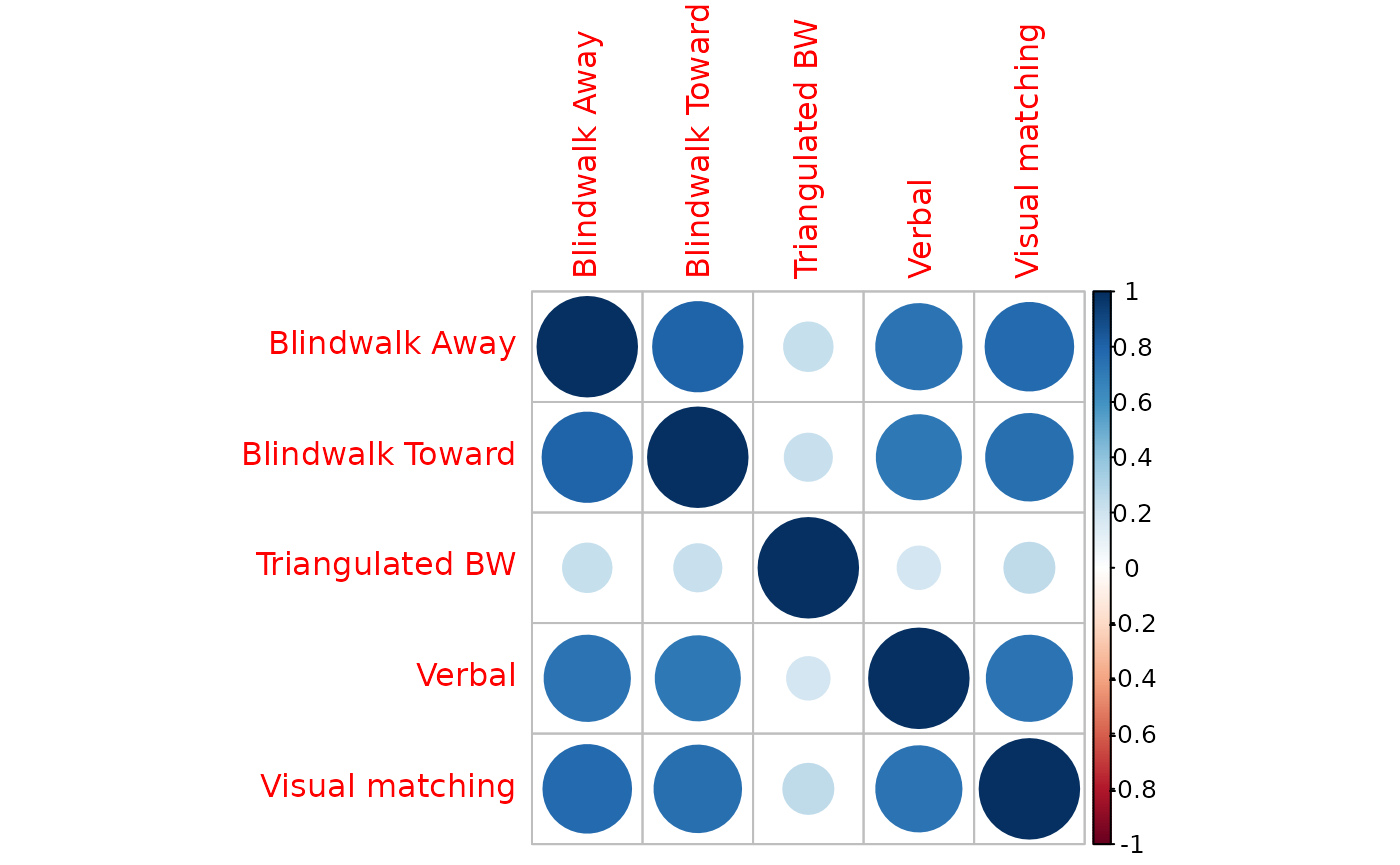 Blindwalk Away
Blindwalk Toward
Triangulated BW
Verbal
Visual matching
Blindwalk Away
Blindwalk Toward
Triangulated BW
Verbal
Visual matching
1
0.8
0.6
0.4
0.2
0
-0.2
-0.4
-0.6
-0.8
-1